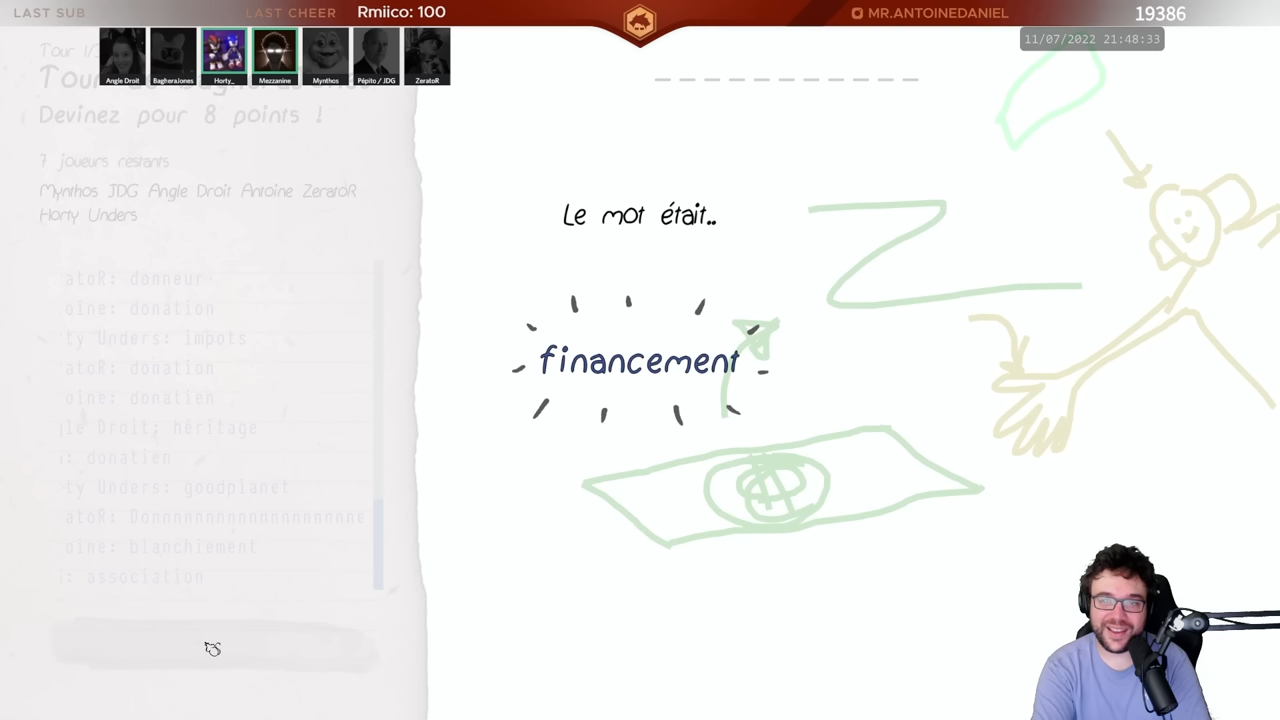 LAST SUB
LAST CHEER
Rmiico: 100
MR.ANTOINEDANIEL
19386
11/07/2022 21:48:33
Angle Droit
BagheraJones
Horty_
Mezzanine
Mynthos
Pépito / JDG
ZeratoR
Tour 1/
Devinez pour 8 points !
7 joueurs restants
Mynthos JDG Angle Droit Antoine ZeratoR
Horty Unders
atoR: donneur
oine: donation
ty Unders: impots
atoR: donation
oine: donatien
le Droit; héritage
: donatien
ty Unders: goodplanet
atoR: Donnnnnnnnnnnnnnnnnne
oine: blanchiement
: association
Le mot était..
financement